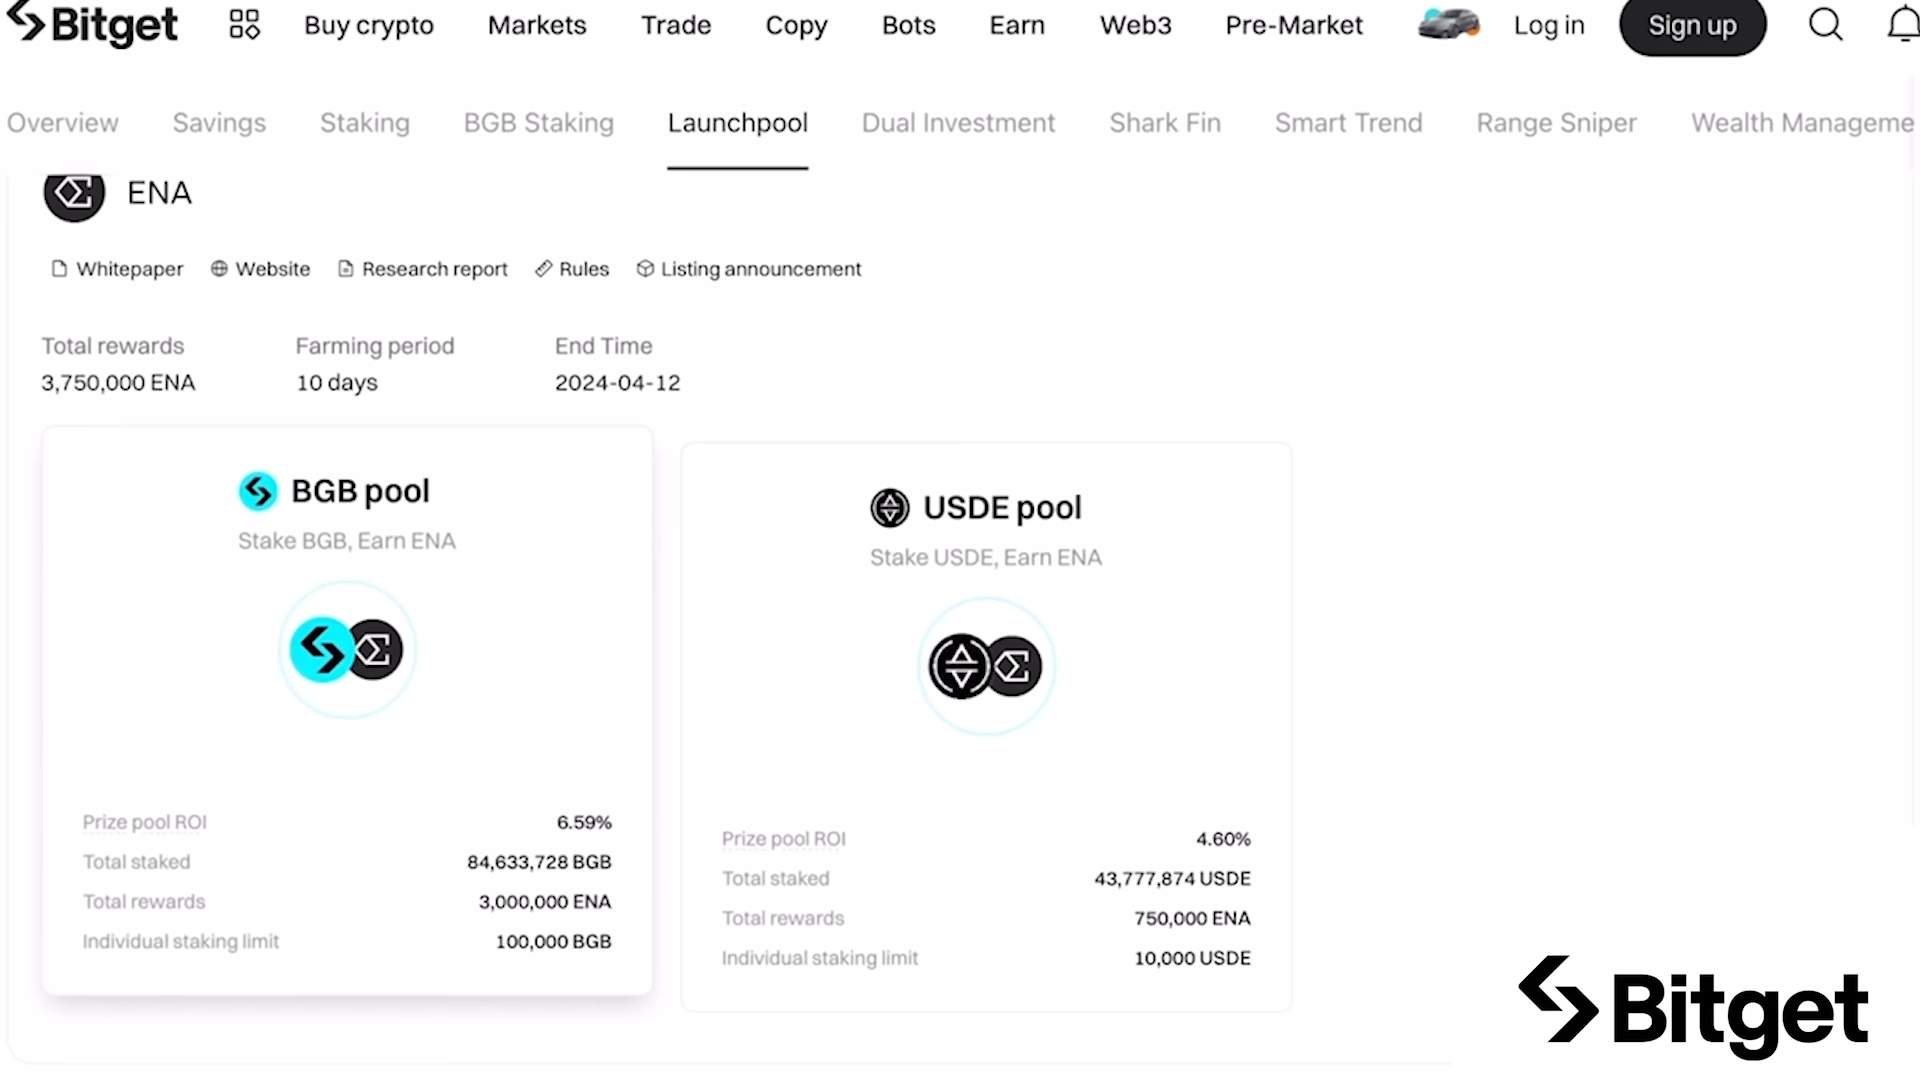 Bitget Buy crypto Markets Trade Copy Bots Earn Web3 Pre-Market Log in Sign up
Overview Savings Staking BGB Staking Launchpool Dual Investment Shark Fin Smart Trend Range Sniper Wealth Manageme
ENA
Whitepaper Website Research report Rules Listing announcement
Total rewards Farming period End Time
3,750,000 ENA 10 days 2024-04-12
BGB pool
Stake BGB, Earn ENA
Prize pool ROI 6.59%
Total staked 84,633,728 BGB
Total rewards 3,000,000 ENA
Individual staking limit 100,000 BGB
USDE pool
Stake USDE, Earn ENA
Prize pool ROI 4.60%
Total staked 43,777,874 USDE
Total rewards 750,000 ENA
Individual staking limit 10,000 USDE
Bitget